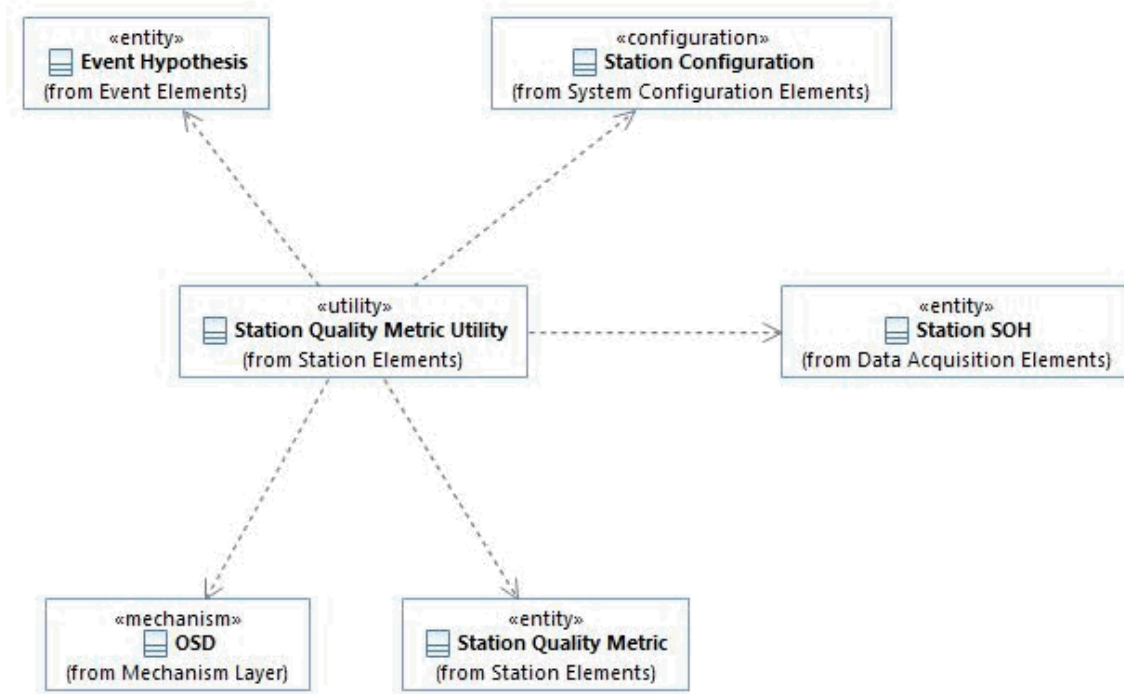 «entity»
Event Hypothesis
(from Event Elements)
«configuration»
Station Configuration
(from System Configuration Elements)
«utility»
Station Quality Metric Utility
(from Station Elements)
«entity»
Station SOH
(from Data Acquisition Elements)
«mechanism»
OSD
(from Mechanism Layer)
«entity»
Station Quality Metric
(from Station Elements)